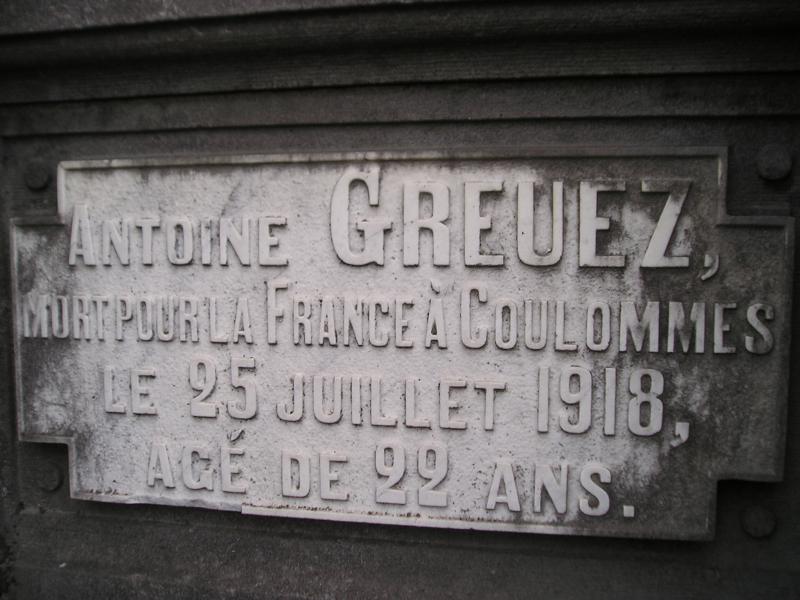 ANTOINE GREUEZ,
MORT POUR LA FRANCE À COULOMMES
LE 25 JUILLET 1918,
AGÉ DE 22 ANS.